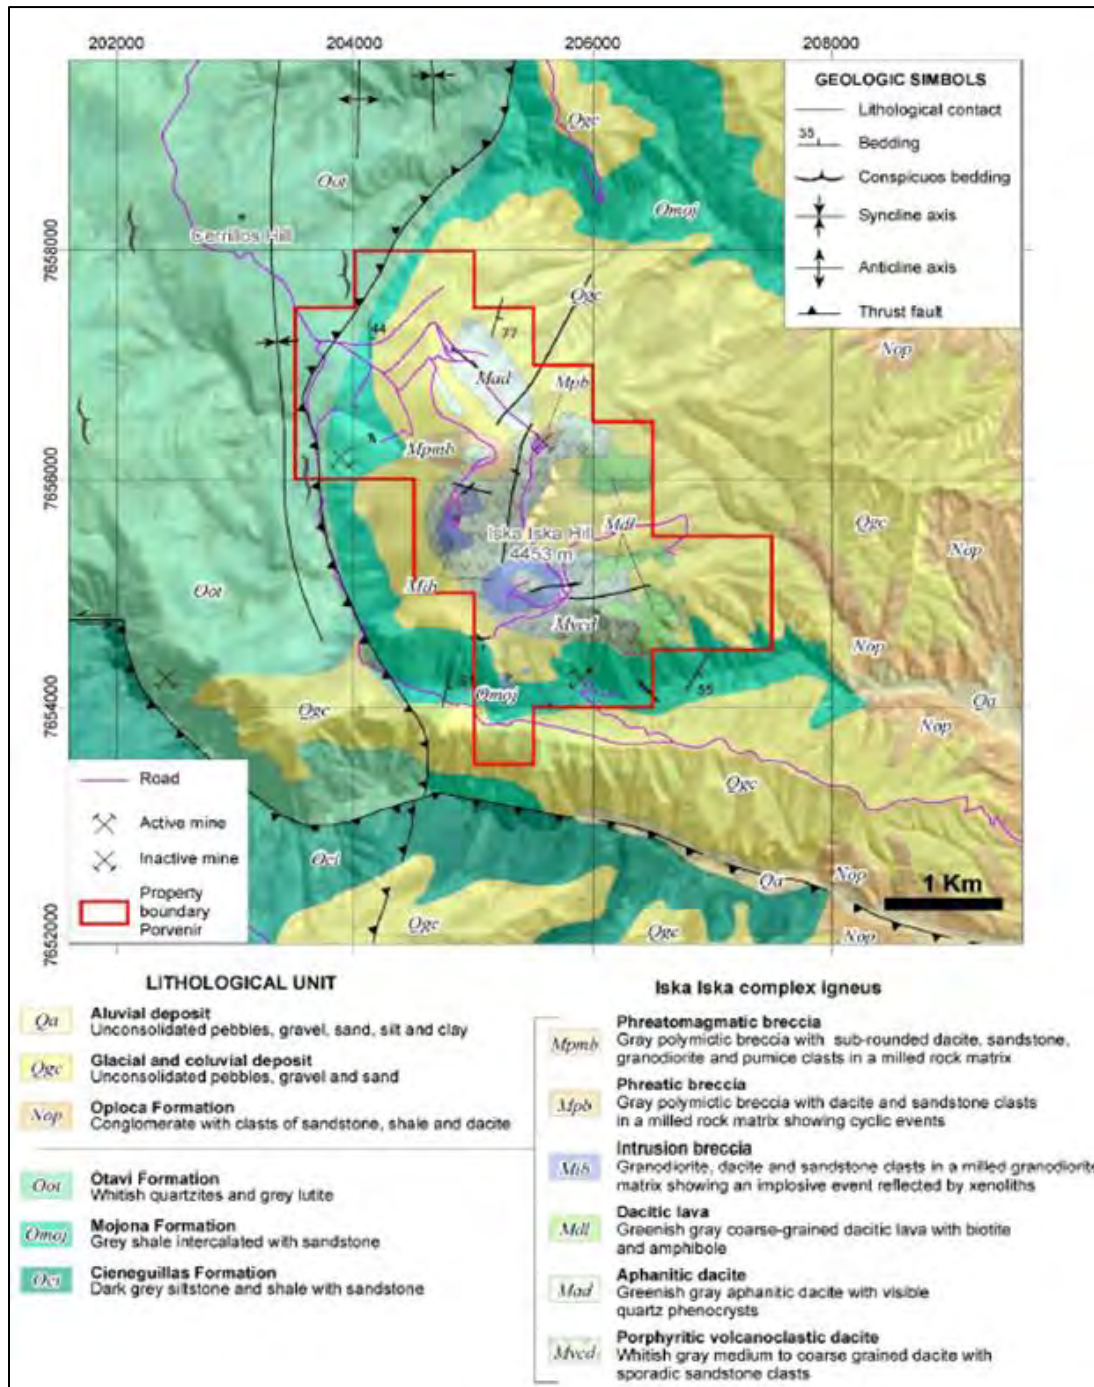 202000 204000 206000 208000
GEOLOGIC SIMBOLS
Lithological contact
35
Bedding
Conspicuos bedding
Syncline axis
Anticline axis
Thrust fault
Qgc
Oot
Omoj
Cerrillos Hill
7658000
Qgc
44
77
Nop
Mad
Mpb
Mpmb
7656000
Qgc
Mdl
Nop
Iska Iska Hill
4453 m
Oot
Mib
Mvcd
Nop
55
Omoj
Qa
7654000
Qgc
Nop
Qgc
Road
Active mine
Inactive mine
Property
boundary
Porvenir
Oci
Qa
Nop
1 Km
Qgc
Qgc
Nop
7652000
LITHOLOGICAL UNIT
Qa
Aluvial deposit
Unconsolidated pebbles, gravel, sand, silt and clay
Qgc
Glacial and coluvial deposit
Unconsolidated pebbles, gravel and sand
Nop
Oploca Formation
Conglomerate with clasts of sandstone, shale and dacite
Oot
Otavi Formation
Whitish quartzites and grey lutite
Omoj
Mojona Formation
Grey shale intercalated with sandstone
Oci
Cieneguillas Formation
Dark grey siltstone and shale with sandstone
Iska Iska complex igneus
Mpmb
Phreatomagmatic breccia
Gray polymictic breccia with sub-rounded dacite, sandstone,
granodiorite and pumice clasts in a milled rock matrix
Mpb
Phreatic breccia
Gray polymictic breccia with dacite and sandstone clasts
in a milled rock matrix showing cyclic events
Mib
Intrusion breccia
Granodiorite, dacite and sandstone clasts in a milled granodiorite
matrix showing an implosive event reflected by xenoliths
Mdl
Dacitic lava
Greenish gray coarse-grained dacitic lava with biotite
and amphibole
Mad
Aphanitic dacite
Greenish gray aphanitic dacite with visible
quartz phenocrysts
Mvcd
Porphyritic volcanoclastic dacite
Whitish gray medium to coarse grained dacite with
sporadic sandstone clasts